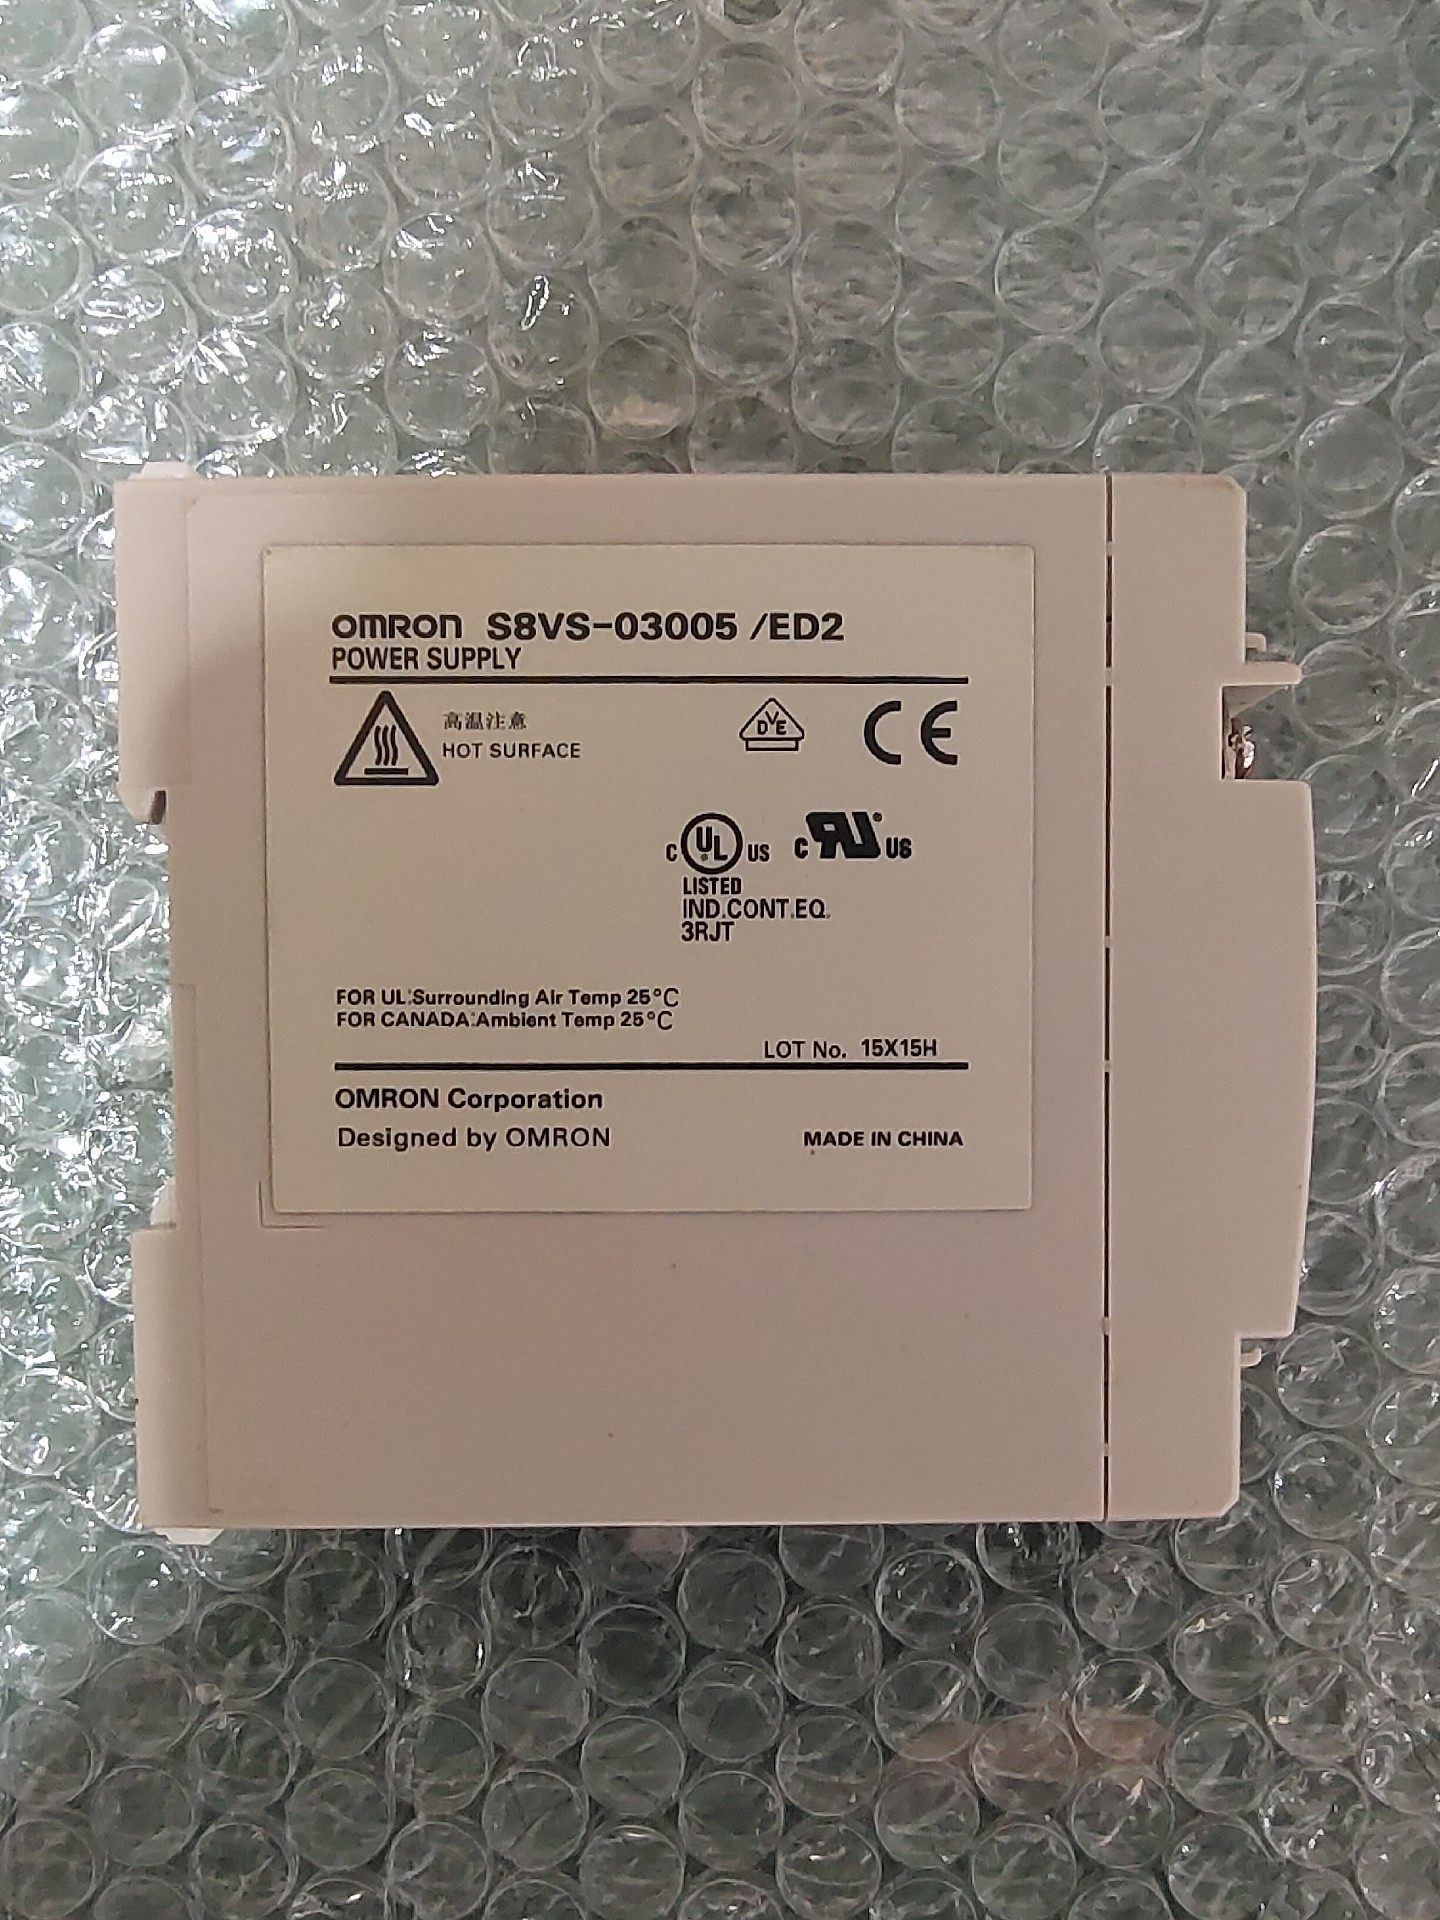 OMRON S8VS-03005 /ED2
POWER SUPPLY
高温注意
HOT SURFACE
DVE
CE
C UL US
C RU US
LISTED
IND.CONT.EQ.
3RJT
FOR UL:Surrounding Air Temp 25°C
FOR CANADA:Ambient Temp 25°C
LOT No. 15X15H
OMRON Corporation
Designed by OMRON
MADE IN CHINA